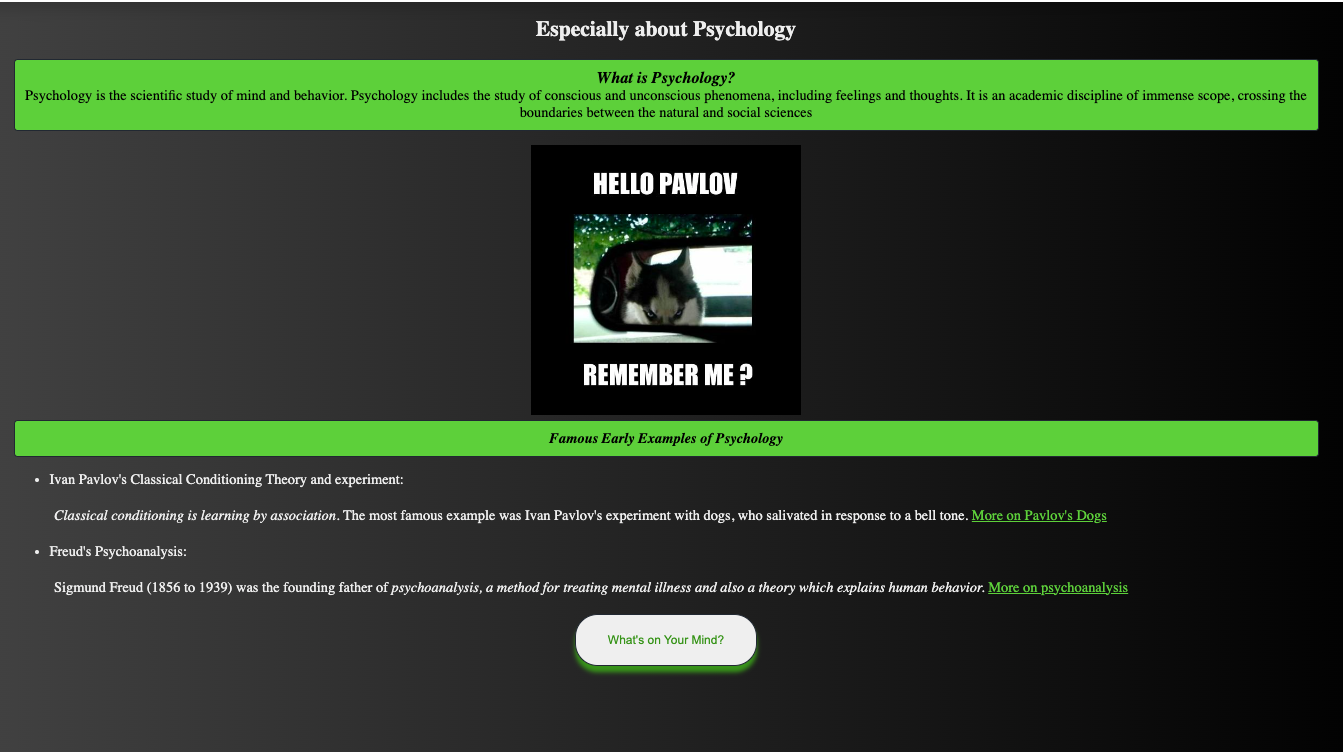 Especially about Psychology
What is Psychology?
Psychology is the scientific study of mind and behavior. Psychology includes the study of conscious and unconscious phenomena, including feelings and thoughts. It is an academic discipline of immense scope, crossing the
boundaries between the natural and social sciences
HELLO PAVLOV
REMEMBER ME ?
Famous Early Examples of Psychology
• Ivan Pavlov's Classical Conditioning Theory and experiment:
Classical conditioning is learning by association. The most famous example was Ivan Pavlov's experiment with dogs, who salivated in response to a bell tone. More on Pavlov's Dogs
• Freud's Psychoanalysis:
Sigmund Freud (1856 to 1939) was the founding father of psychoanalysis, a method for treating mental illness and also a theory which explains human behavior. More on psychoanalysis
What's on Your Mind?